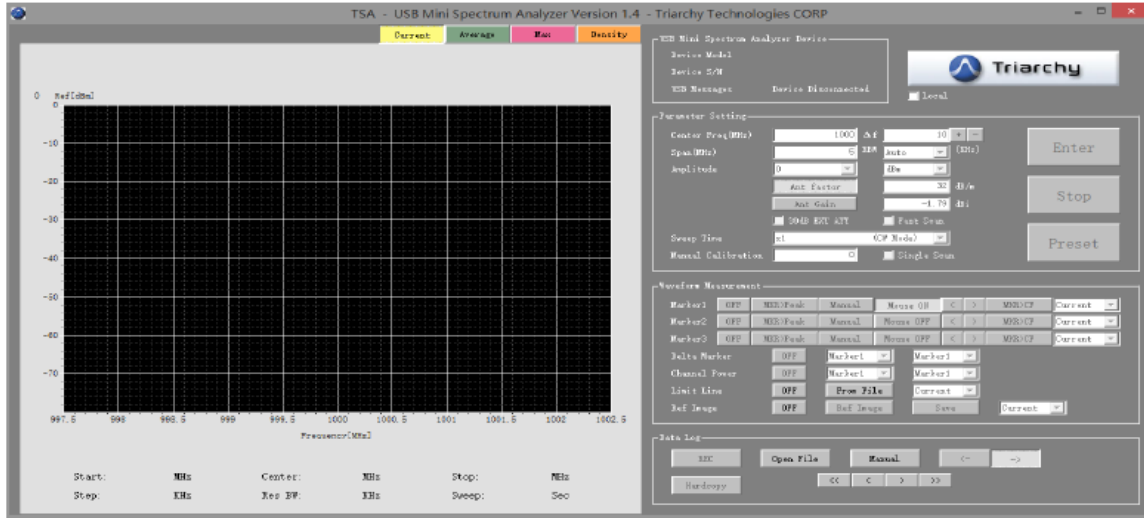 TSA - USB Mini Spectrum Analyzer Version 1.4 - Triarchy Technologies CORP
Current Average Max Density
0 Ref[dBm]
0
-10
-20
-30
-40
-50
-60
-70
997.5 998 998.5 999 999.5 1000 1000.5 1001 1001.5 1002 1002.5
Frequency[MHz]
Start: MHz Center: MHz Stop: MHz
Step: KHz Res BW: KHz Sweep: Sec
USB Mini Spectrum Analyzer Device
Device Model
Device S/N
USB Messages Device Disconnected
Triarchy
Local
Parameter Setting
Center Freq(MHz) 1000 Δf 10 + -
Span(MHz) 5 RBW Auto (KHz)
Amplitude 0 dBm
Ant factor 32 dB/m
Ant Gain -1.79 dBi
20dB EXT ATT Fast Scan
Sweep Time x1 (CW Mode)
Manual Calibration 0 Single Scan
Enter
Stop
Preset
Waveform Measurement
Marker1 OFF MKR>Peak Manual Mouse ON < > MKR>CF Current
Marker2 OFF MKR>Peak Manual Mouse OFF < > MKR>CF Current
Marker3 OFF MKR>Peak Manual Mouse OFF < > MKR>CF Current
Delta Marker OFF Marker1 Marker1
Channel Power OFF Marker1 Marker1
Limit Line OFF From File Current
Ref Image OFF Ref Image Save Current
Data Log
REC Open File Manual <- ->
Hardcopy << < > >>